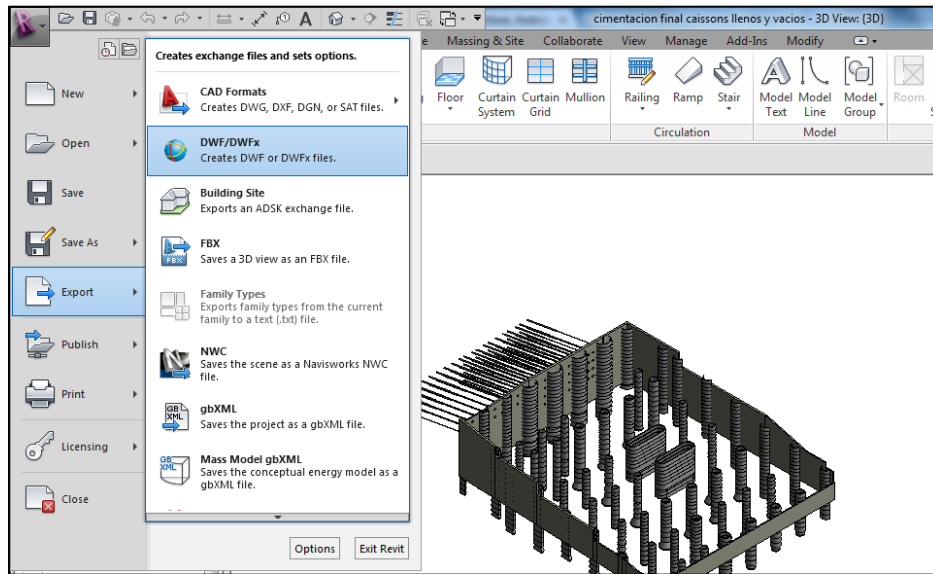 cimentacion final caissons llenos y vacios - 3D View: {3D}
Massing & Site Collaborate View Manage Add-Ins Modify
Creates exchange files and sets options.
New
Open
Save
Save As
Export
Publish
Print
Licensing
Close
CAD Formats
Creates DWG, DXF, DGN, or SAT files.
DWF/DWFx
Creates DWF or DWFx files.
Building Site
Exports an ADSK exchange file.
FBX
FBX
Saves a 3D view as an FBX file.
Family Types
Exports family types from the current
family to a text (.txt) file.
NWC
Saves the scene as a Navisworks NWC
file.
GB
XML
gbXML
Saves the project as a gbXML file.
GB
XML
Mass Model gbXML
Saves the conceptual energy model as a
gbXML file.
Options Exit Revit
Floor Curtain Curtain Mullion Railing Ramp Stair Model Model Model Room
System Grid Text Line Group
Circulation Model